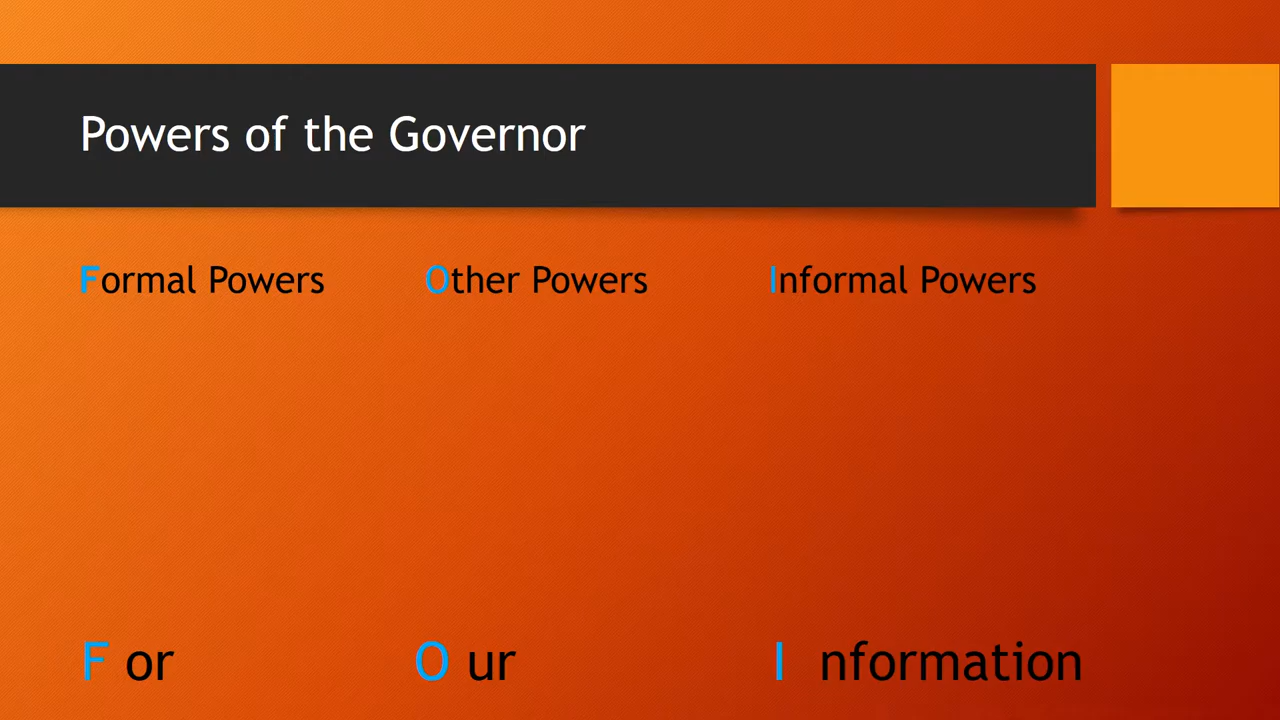 Powers of the Governor
Formal Powers Other Powers Informal Powers
F or O ur I nformation